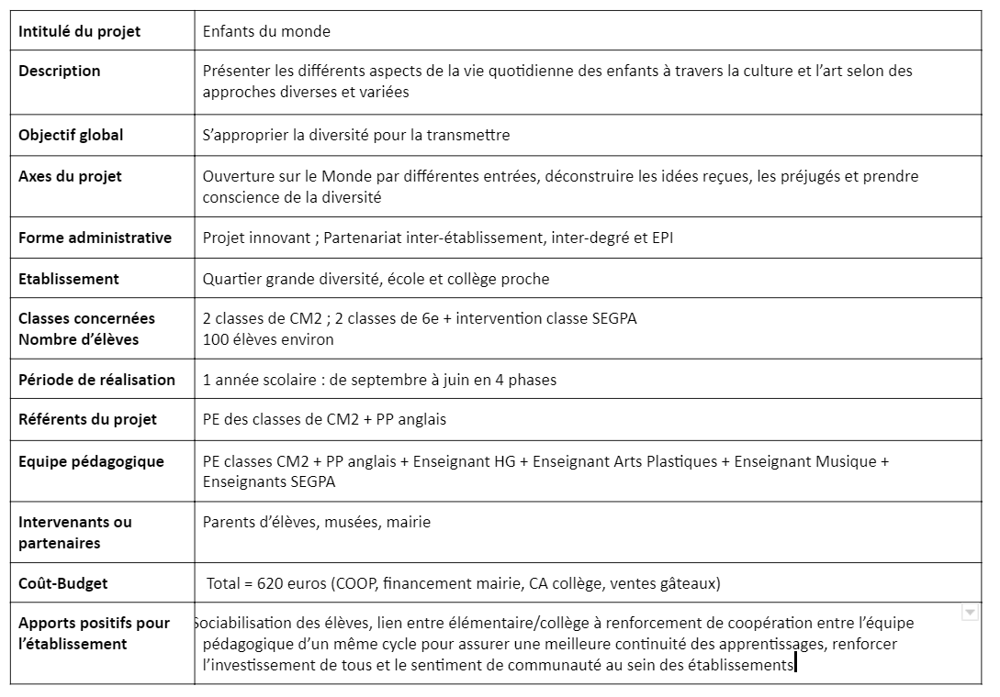 Intitulé du projet
Enfants du monde
Description
Présenter les différents aspects de la vie quotidienne des enfants à travers la culture et l’art selon des
approches diverses et variées
Objectif global
S’approprier la diversité pour la transmettre
Axes du projet
Ouverture sur le Monde par différentes entrées, déconstruire les idées reçues, les préjugés et prendre
conscience de la diversité
Forme administrative
Projet innovant ; Partenariat inter-établissement, inter-degré et EPI
Etablissement
Quartier grande diversité, école et collège proche
Classes concernées
Nombre d’élèves
2 classes de CM2 ; 2 classes de 6e + intervention classe SEGPA
100 élèves environ
Période de réalisation
1 année scolaire : de septembre à juin en 4 phases
Référents du projet
PE des classes de CM2 + PP anglais
Equipe pédagogique
PE classes CM2 + PP anglais + Enseignant HG + Enseignant Arts Plastiques + Enseignant Musique +
Enseignants SEGPA
Intervenants ou
partenaires
Parents d’élèves, musées, mairie
Coût-Budget
Total = 620 euros (COOP, financement mairie, CA collège, ventes gâteaux)
Apports positifs pour
l’établissement
Sociabilisation des élèves, lien entre élémentaire/collège à renforcement de coopération entre l’équipe
pédagogique d’un même cycle pour assurer une meilleure continuité des apprentissages, renforcer
l’investissement de tous et le sentiment de communauté au sein des établissements